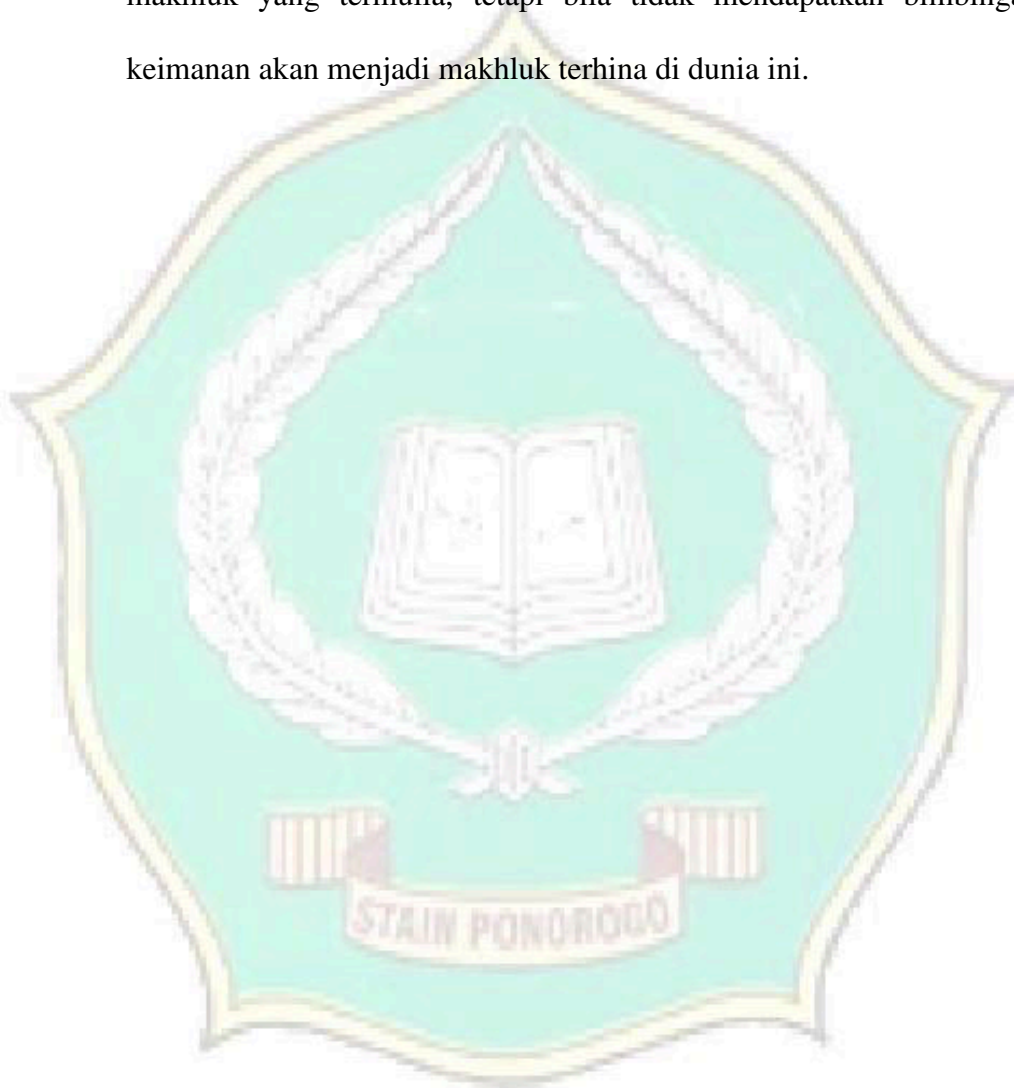 makhluk yang termulia, tetapi bila tidak mendapatkan
keimanan akan menjadi makhluk terhina di dunia ini.
STAIN PONOROGO